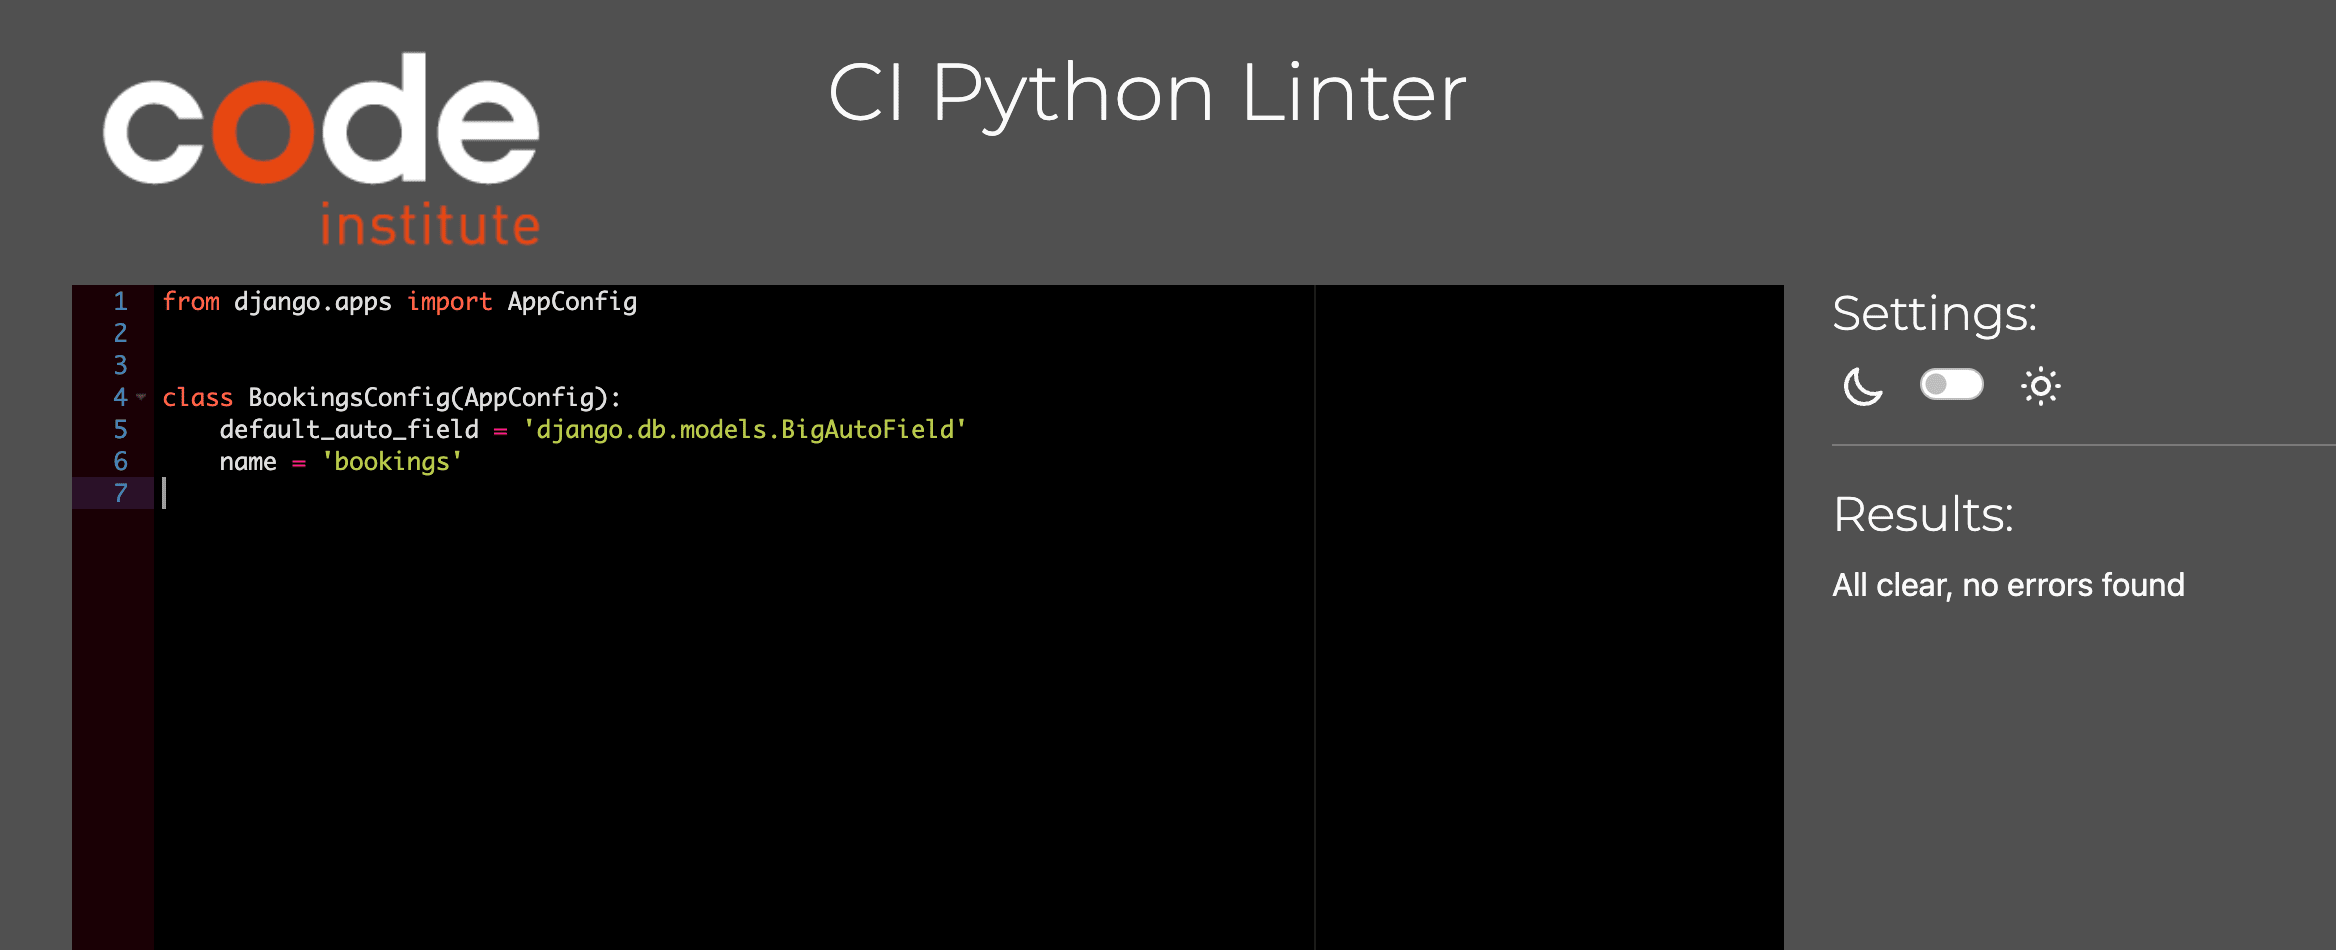 code
institute
CI Python Linter
1 from django.apps import AppConfig
2
3
4 class BookingsConfig(AppConfig):
5     default_auto_field = 'django.db.models.BigAutoField'
6     name = 'bookings'
7
Settings:
Results:
All clear, no errors found